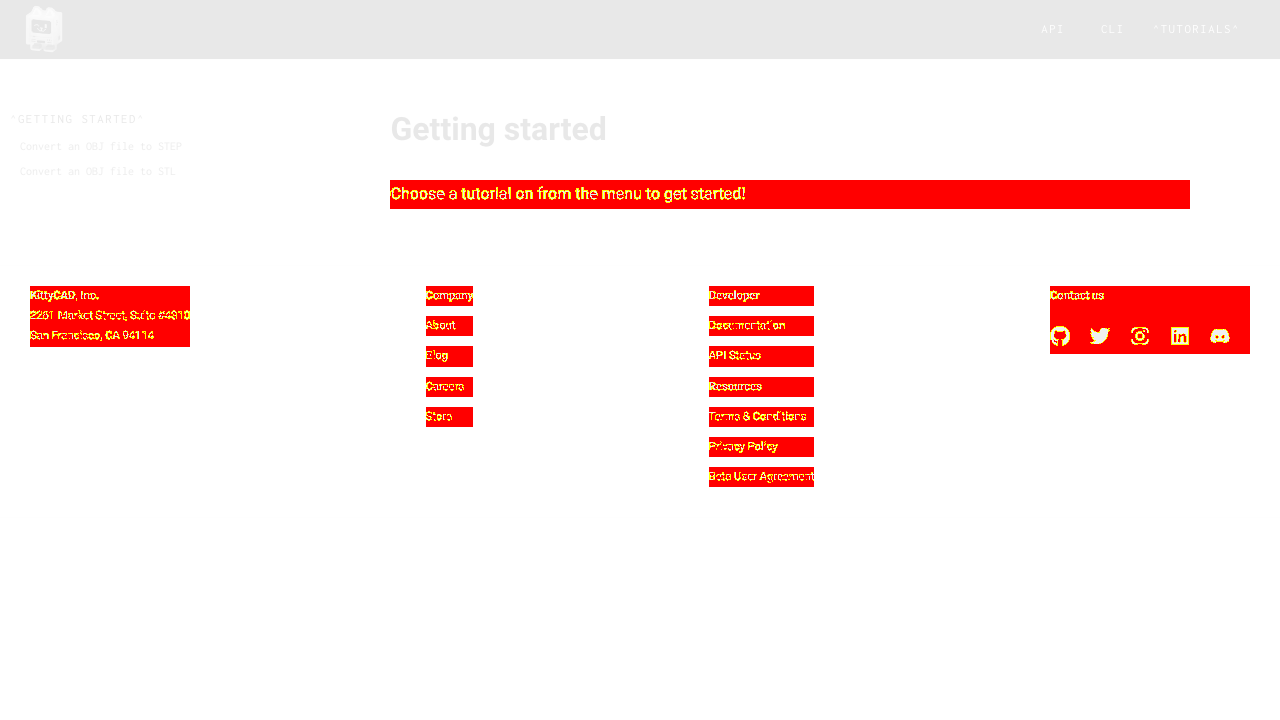 API CLI "TUTORIALS"
"GETTING STARTED"
Convert an OBJ file to STEP
Convert an OBJ file to STL
Getting started
Choose a tutorial on from the menu to get started!
KittyCAD, Inc.
Market Street, Suite
San Francisco, CA 94114
Company
About
Blog
Careers
Store
Developer
Documentation
API Status
Resources
Terms & Conditions
Privacy Policy
Beta User Agreement
Contact us